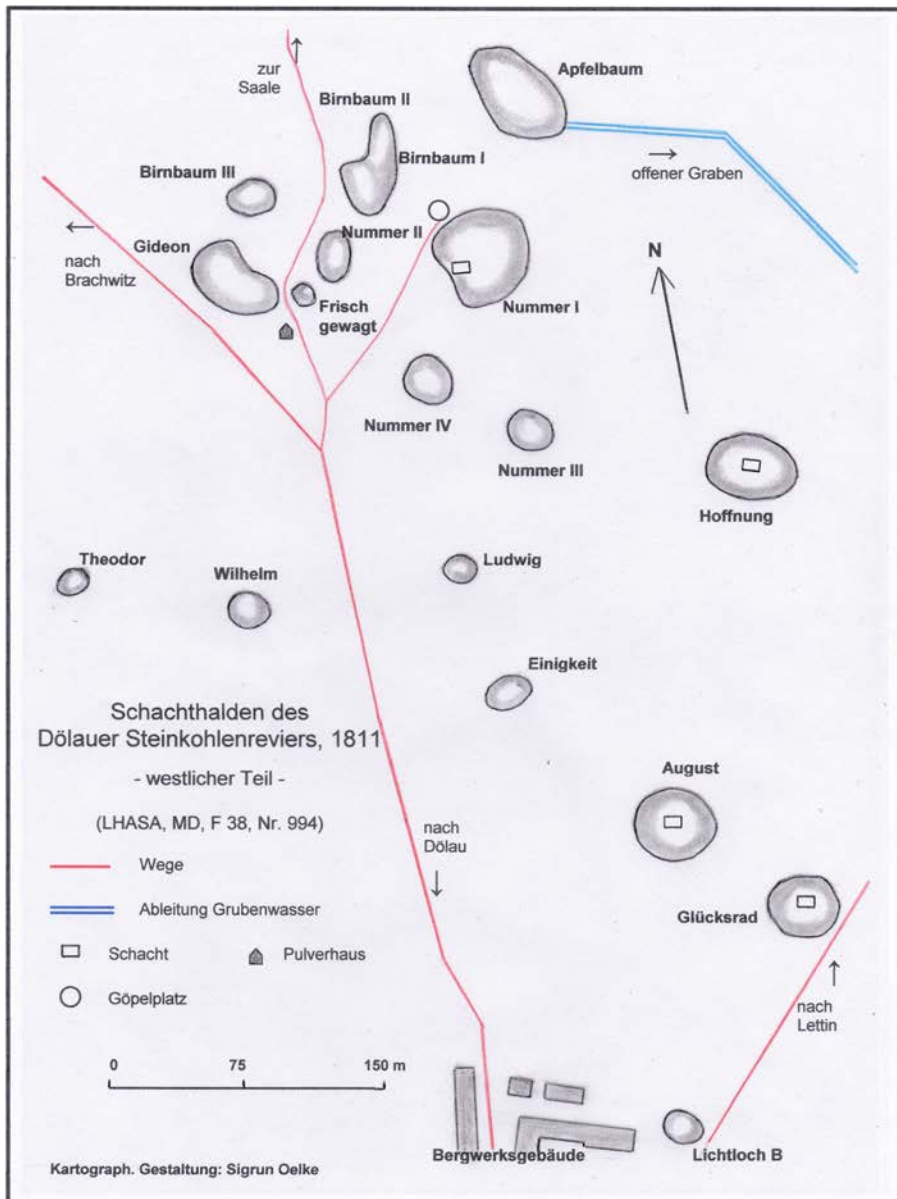 zur
Saale
Apfelbaum
Birnbaum II
Birnbaum I
offener Graben
Birnbaum III
Nummer II
Gideon
N
nach
Brachwitz
Frisch
gewagt
Nummer I
Nummer IV
Nummer III
Hoffnung
Theodor
Wilhelm
Ludwig
Einigkeit
Schachthalden des
Dölauer Steinkohlenreviers, 1811
- westlicher Teil -
(LHASA, MD, F 38, Nr. 994)
August
nach
Dölau
Wege
Ableitung Grubenwasser
Glücksrad
Schacht
Pulverhaus
Göpelplatz
nach
Lettin
0 75 150 m
Bergwerksgebäude
Lichtloch B
Kartograph. Gestaltung: Sigrun Oelke